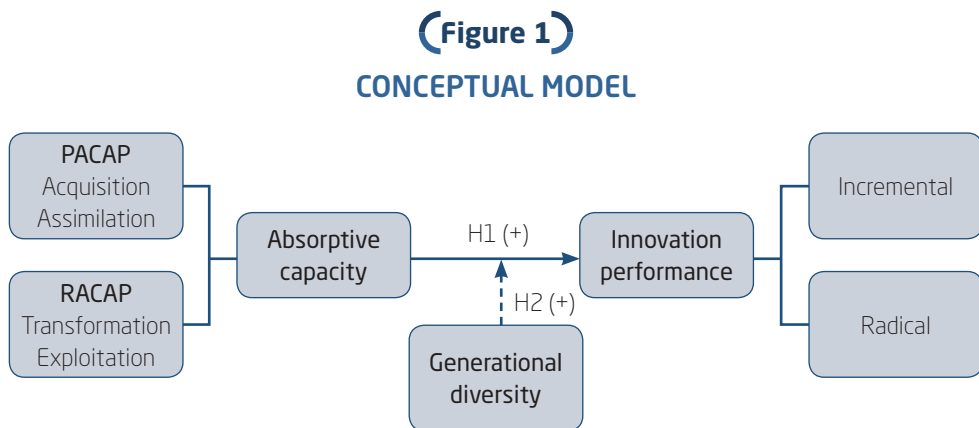 Figure 1
CONCEPTUAL MODEL
PACAP
Acquisition
Assimilation
RACAP
Transformation
Exploitation
Absorptive
capacity
H1 (+)
H2 (+)
Generational
diversity
Innovation
performance
Incremental
Radical